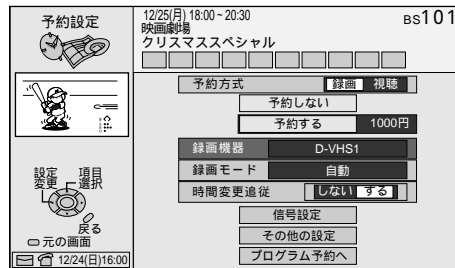 予約設定
12/25(月) 18:00~20:30
映画劇場
クリスマススペシャル
BS101
予約方式 録画 視聴
予約しない
予約する 1000円
録画機器 D-VHS1
録画モード 自動
時間変更追従 しない する
信号設定
その他の設定
プログラム予約へ
設定変更 項目選択
戻る
元の画面
12/24(日)16:00